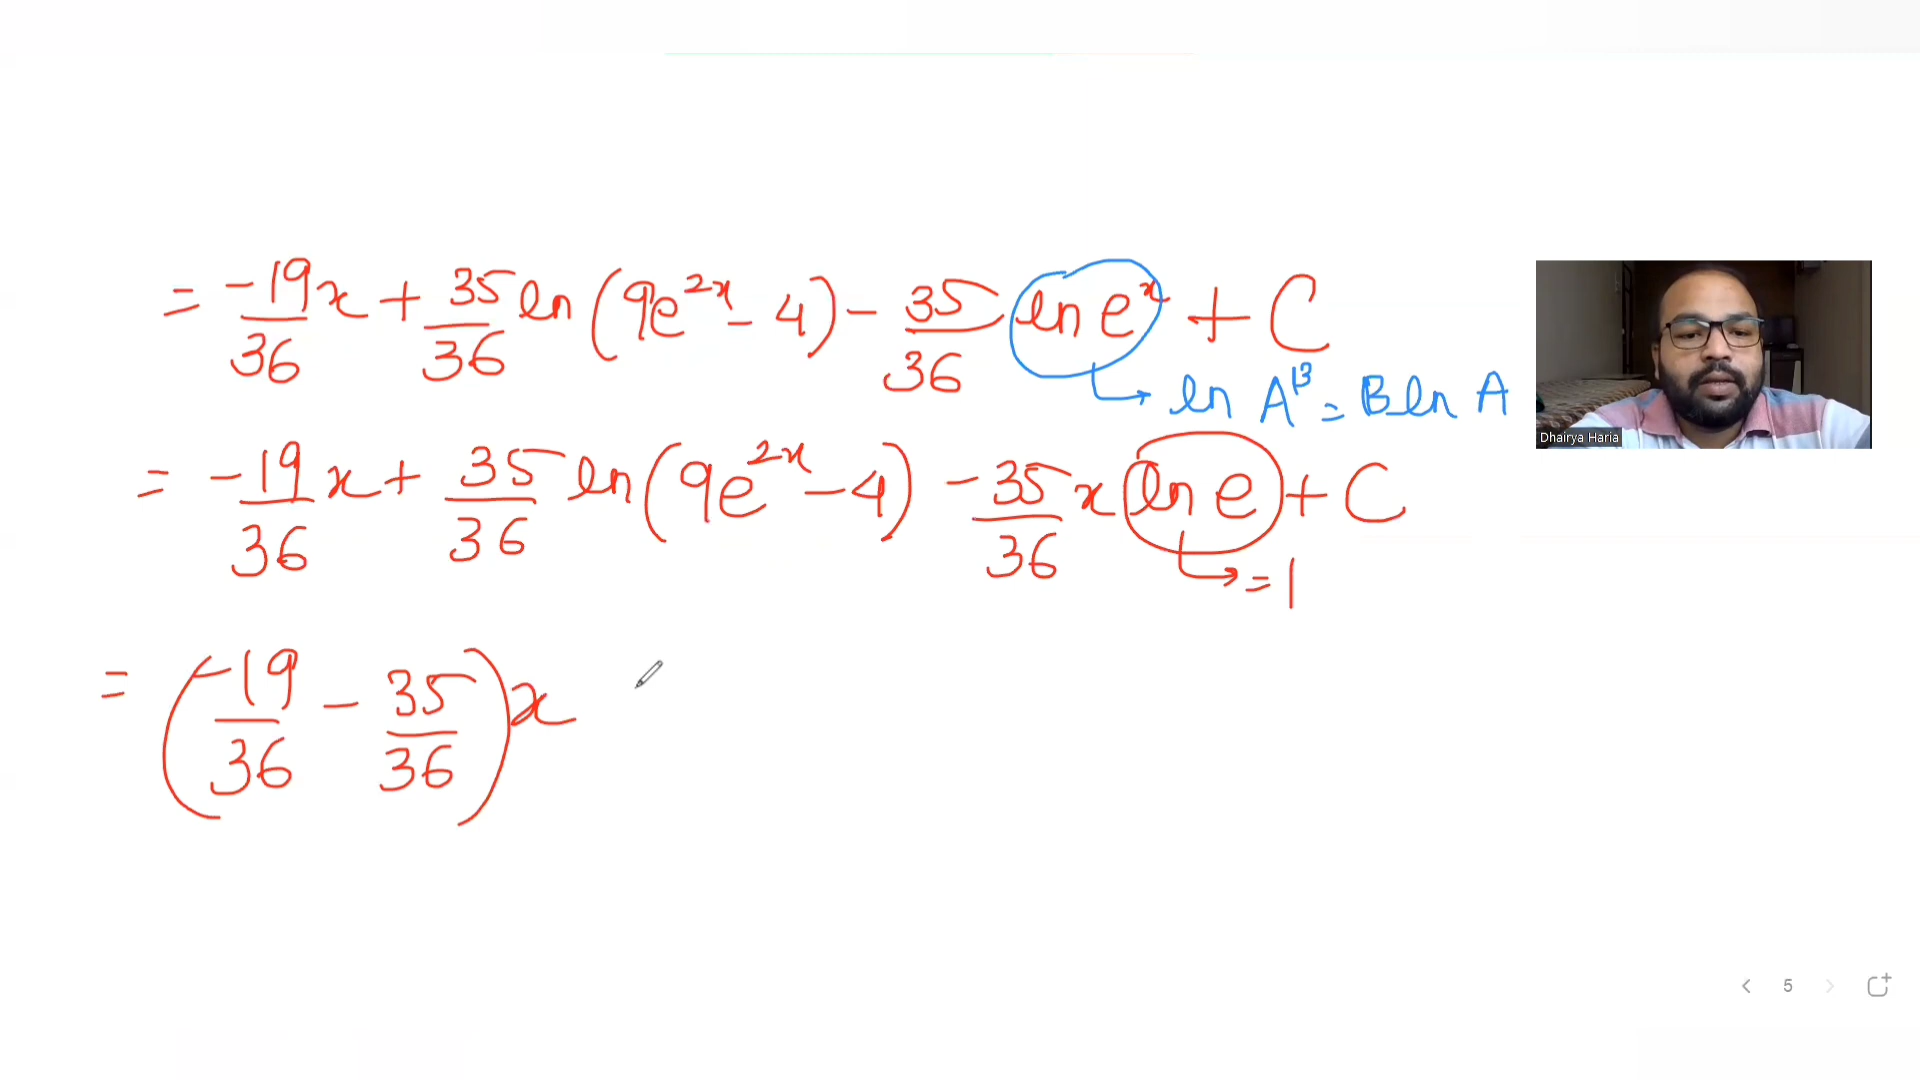 = -19/36 x + 35/36 ln (9e^2x - 4) - 35/36 ln e^x + C
ln A^B = B ln A
= -19/36 x + 35/36 ln (9e^2x - 4) - 35/36 x ln e + C
= 1
= (-19/36 - 35/36) x
Dhairya Haria
5